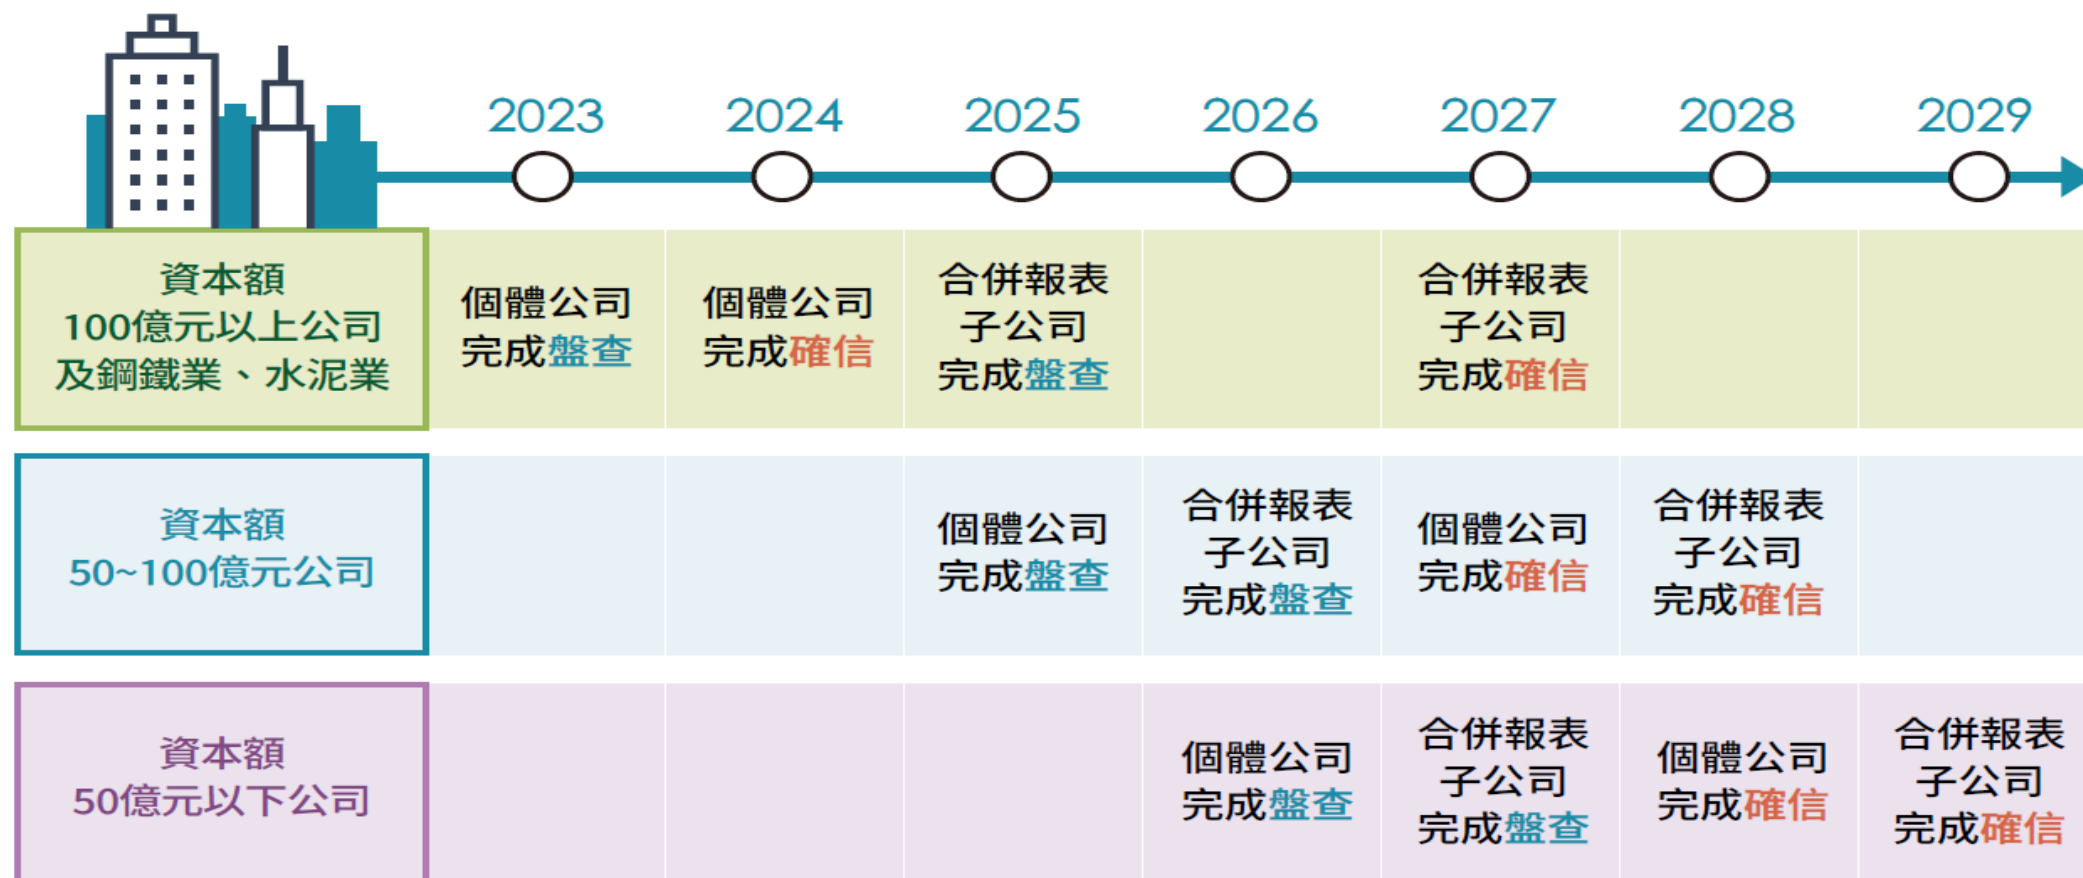 2023
2024
2025
2026
2027
2028
2029
資本額
100億元以上公司
及鋼鐵業、水泥業
個體公司
完成盤查
個體公司
完成確信
合併報表
子公司
完成盤查
合併報表
子公司
完成確信
資本額
50~100億元公司
個體公司
完成盤查
合併報表
子公司
完成盤查
個體公司
完成確信
合併報表
子公司
完成確信
資本額
50億元以下公司
個體公司
完成盤查
合併報表
子公司
完成盤查
個體公司
完成確信
合併報表
子公司
完成確信